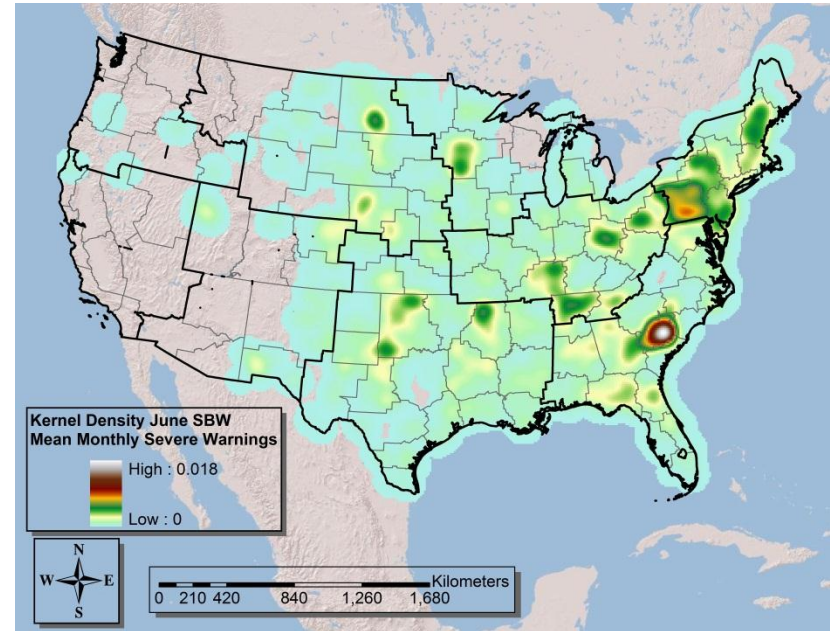 Kernel Density June SBW
Mean Monthly Severe Warnings
High : 0.018
Low : 0
N
W E
S
Kilometers
0 210 420 840 1,260 1,680